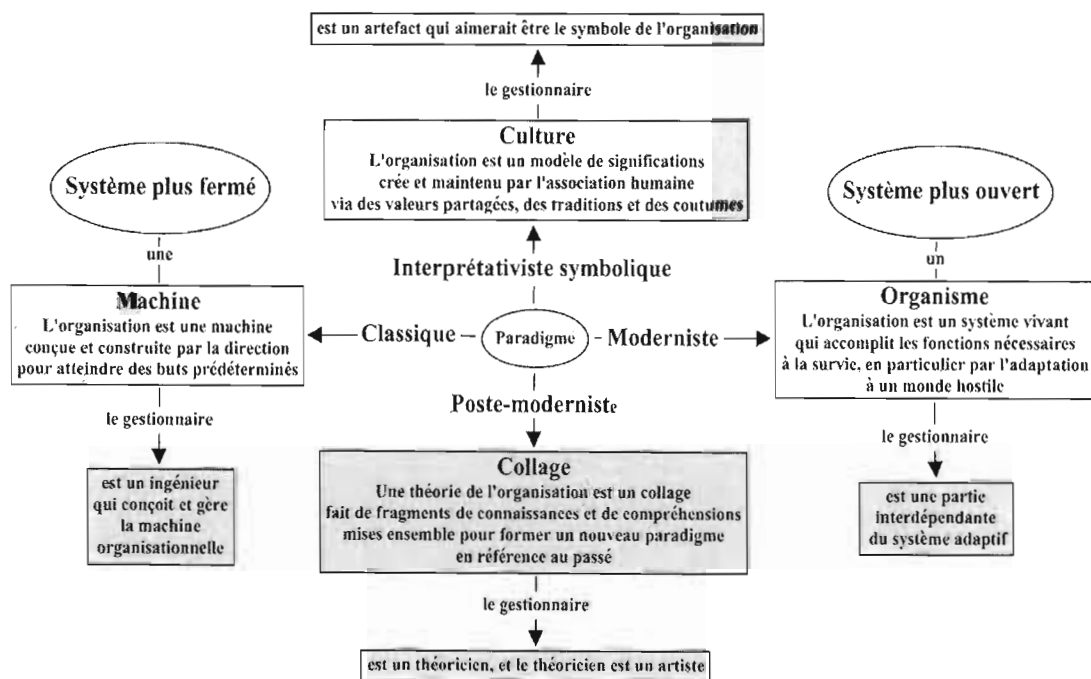 est un artefact qui aimerait être le symbole de l'organisation
le gestionnaire
Culture
L'organisation est un modèle de significations
crée et maintenu par l'association humaine
via des valeurs partagées, des traditions et des coutumes
Système plus fermé
Système plus ouvert
une
un
Interprétativiste symbolique
Machine
L'organisation est une machine
conçue et construite par la direction
pour atteindre des buts prédéterminés
Classique
Paradigme
Moderniste
Organisme
L'organisation est un système vivant
qui accomplit les fonctions nécessaires
à la survie, en particulier par l'adaptation
à un monde hostile
Poste-moderniste
le gestionnaire
le gestionnaire
est un ingénieur
qui conçoit et gère
la machine
organisationnelle
Collage
Une théorie de l'organisation est un collage
fait de fragments de connaissances et de compréhensions
mises ensemble pour former un nouveau paradigme
en référence au passé
est une partie
interdépendante
du système adaptif
le gestionnaire
est un théoricien, et le théoricien est un artiste